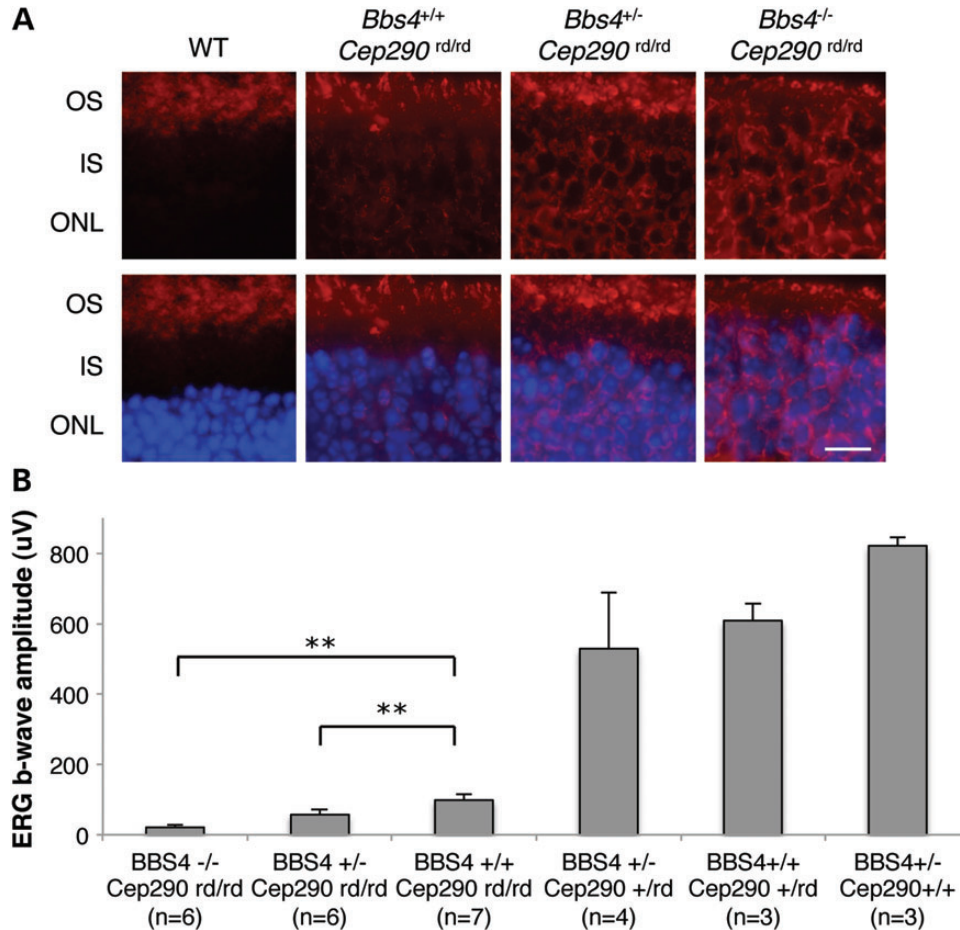 A
WT
Bbs4+/+
Cep290 rd/rd
Bbs4+/-
Cep290 rd/rd
Bbs4-/-
Cep290 rd/rd
OS
IS
ONL
OS
IS
ONL
B
ERG b-wave amplitude (uV)
800
600
400
200
0
**
**
BBS4 -/-
Cep290 rd/rd
(n=6)
BBS4 +/-
Cep290 rd/rd
(n=6)
BBS4 +/+
Cep290 rd/rd
(n=7)
BBS4 +/-
Cep290 +/rd
(n=4)
BBS4+/+
Cep290 +/rd
(n=3)
BBS4+/-
Cep290+/+
(n=3)